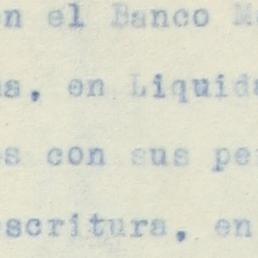 n el Banco M
s, en Liquid
s con sus pe
scritura, en